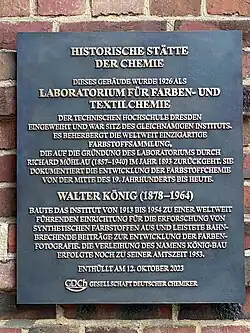 HISTORISCHE STÄTTE
DER CHEMIE
DIESES GEBÄUDE WURDE 1926 ALS
LABORATORIUM FÜR FARBEN- UND
TEXTILCHEMIE
DER TECHNISCHEN HOCHSCHULE DRESDEN
EINGEWEIHT UND WAR SITZ DES GLEICHNAMIGEN INSTITUTS.
ES BEHERBERGT DIE WELTWEIT EINZIGARTIGE
FARBSTOFFSAMMLUNG,
DIE AUF DIE GRÜNDUNG DES LABORATORIUMS DURCH
RICHARD MÖHLAU (1857–1940) IM JAHR 1893 ZURÜCKGEHT. SIE
DOKUMENTIERT DIE ENTWICKLUNG DER FARBSTOFFCHEMIE
VON DER MITTE DES 19. JAHRHUNDERTS BIS HEUTE.
WALTER KÖNIG (1878–1964)
BAUTE DAS INSTITUT VON 1913 BIS 1954 ZU EINER WELTWEIT
FÜHRENDEN EINRICHTUNG FÜR DIE ERFORSCHUNG VON
SYNTHETISCHEN FARBSTOFFEN AUS UND LEISTETE BAHN-
BRECHENDE BEITRÄGE ZUR ENTWICKLUNG DER FARBEN-
FOTOGRAFIE. DIE VERLEIHUNG DES NAMENS KÖNIG-BAU
ERFOLGTE NOCH ZU SEINER AMTSZEIT 1953.
ENTHÜLLT AM 12. OKTOBER 2023
GDCh GESELLSCHAFT DEUTSCHER CHEMIKER